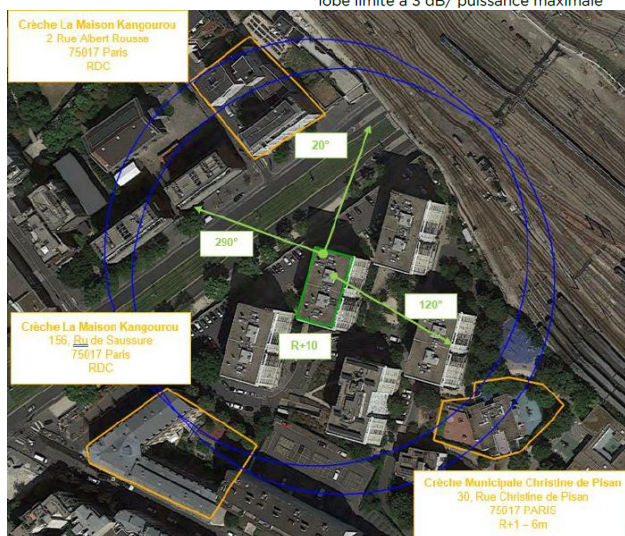 lobe limité à 3 dB/ puissance maximale
Crèche La Maison Kangourou
2 Rue Albert Rousse
75017 Paris
RDC
20°
290°
120°
R+10
Crèche La Maison Kangourou
156, Ru de Saussure
75017 Paris
RDC
Crèche Municipale Christine de Pisan
30, Rue Christine de Pisan
75017 PARIS
R+1 – 6m